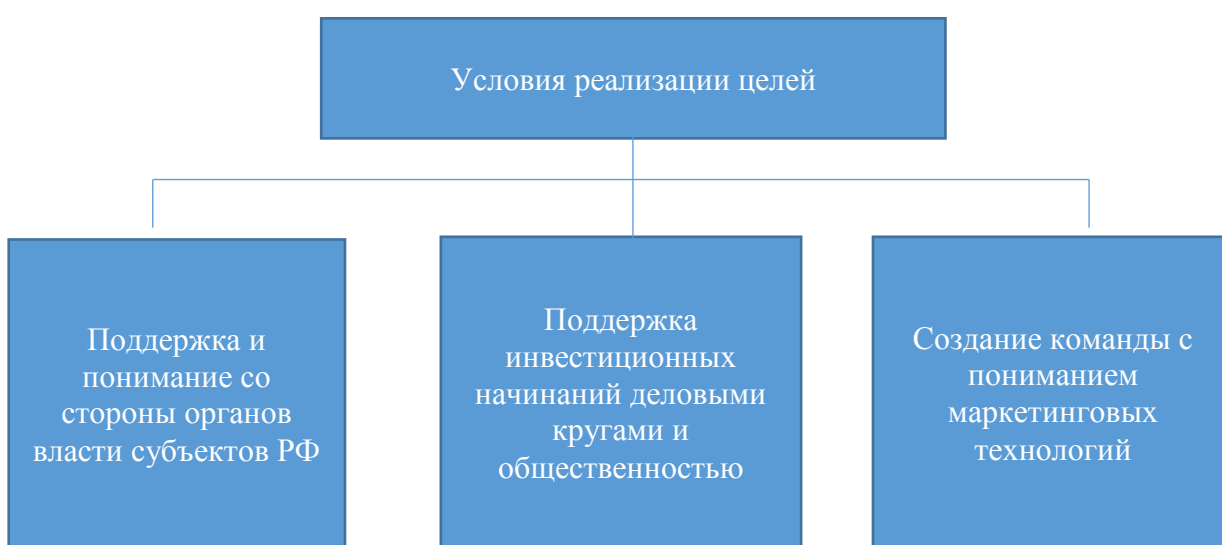 Условия реализации целей
Поддержка и
понимание со
стороны органов
власти субъектов РФ
Поддержка
инвестиционных
начинаний деловыми
кругами и
общественностью
Создание команды с
пониманием
маркетинговых
технологий